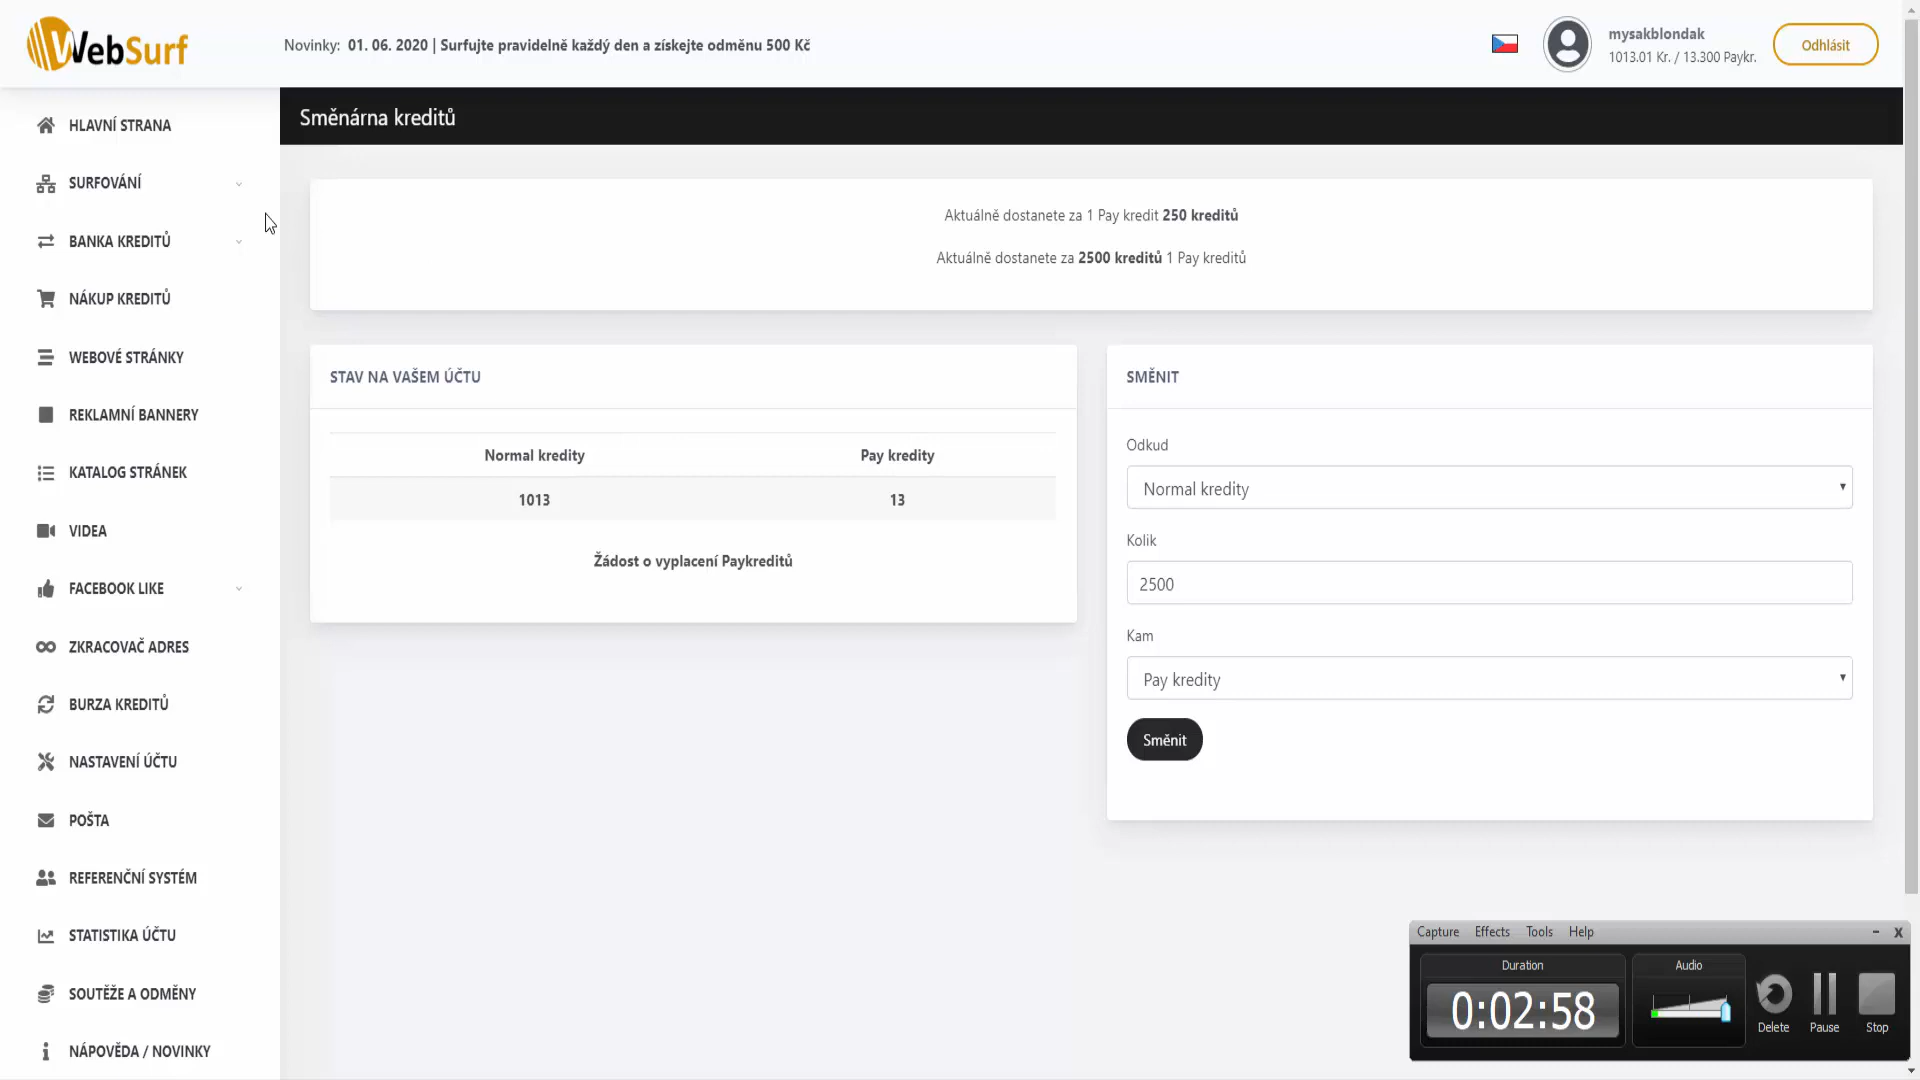 WebSurf
Novinky: 01. 06. 2020 | Surfujte pravidelně každý den a získejte odměnu 500 Kč
mysakblondak
1013.01 Kr. / 13.300 Paykr.
Odhlásit
HLAVNÍ STRANA
SURFOVÁNÍ
BANKA KREDITŮ
NÁKUP KREDITŮ
WEBOVÉ STRÁNKY
REKLAMNÍ BANNERY
KATALOG STRÁNEK
VIDEA
FACEBOOK LIKE
ZKRACOVAČ ADRES
BURZA KREDITŮ
NASTAVENÍ ÚČTU
POŠTA
REFERENČNÍ SYSTÉM
STATISTIKA ÚČTU
SOUTĚŽE A ODMĚNY
NÁPOVĚDA / NOVINKY
Směnárna kreditů
Aktuálně dostanete za 1 Pay kredit 250 kreditů
Aktuálně dostanete za 2500 kreditů 1 Pay kreditů
STAV NA VAŠEM ÚČTU
Normal kredity Pay kredity
1013 13
Žádost o vyplacení Paykreditů
SMĚNIT
Odkud
Normal kredity
Kolik
2500
Kam
Pay kredity
Směnit
Capture Effects Tools Help
Duration
0:02:58
Audio
Delete
Pause
Stop